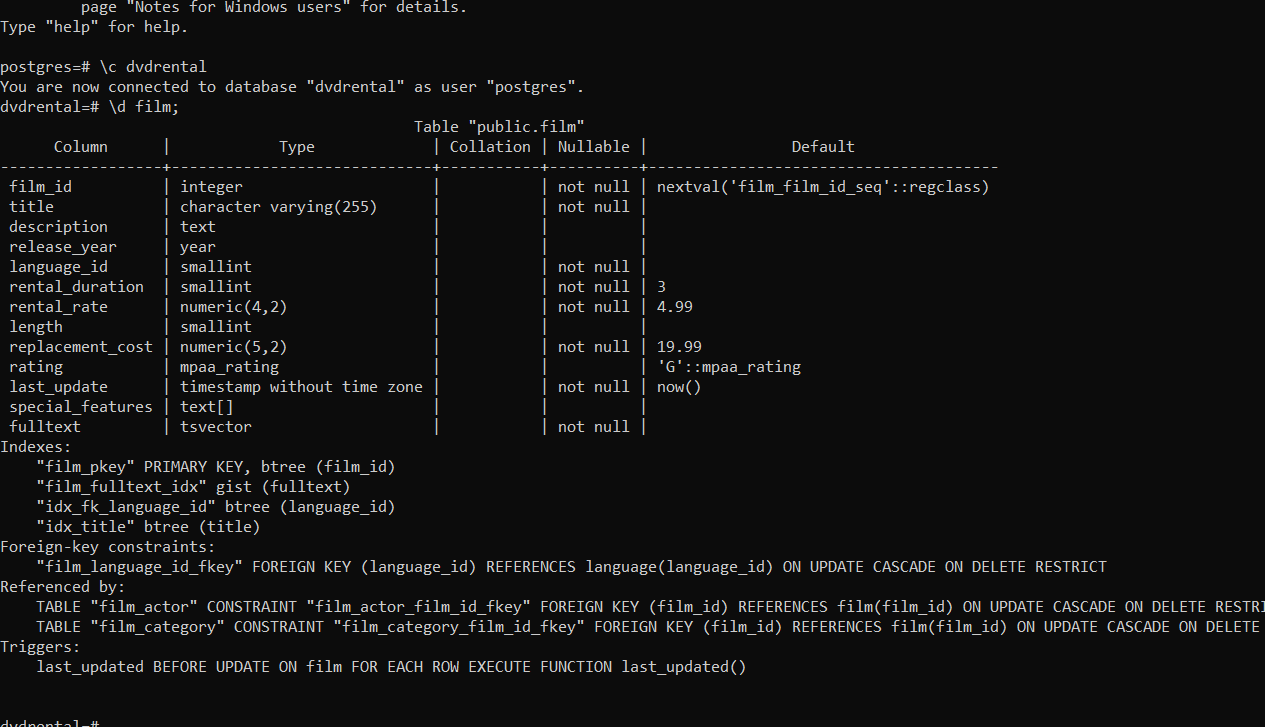 page "Notes for Windows users" for details.
Type "help" for help.
postgres=# \c dvdrental
You are now connected to database "dvdrental" as user "postgres".
dvdrental=# \d film;
                                              Table "public.film"
      Column      |            Type             | Collation | Nullable |                Default
------------------+-----------------------------+-----------+----------+---------------------------------------
 film_id          | integer                     |           | not null | nextval('film_film_id_seq'::regclass)
 title            | character varying(255)      |           | not null |
 description      | text                        |           |          |
 release_year     | year                        |           |          |
 language_id      | smallint                    |           | not null |
 rental_duration  | smallint                    |           | not null | 3
 rental_rate      | numeric(4,2)                |           | not null | 4.99
 length           | smallint                    |           |          |
 replacement_cost | numeric(5,2)                |           | not null | 19.99
 rating           | mpaa_rating                 |           |          | 'G'::mpaa_rating
 last_update      | timestamp without time zone |           | not null | now()
 special_features | text[]                      |           |          |
 fulltext         | tsvector                    |           | not null |
Indexes:
    "film_pkey" PRIMARY KEY, btree (film_id)
    "film_fulltext_idx" gist (fulltext)
    "idx_fk_language_id" btree (language_id)
    "idx_title" btree (title)
Foreign-key constraints:
    "film_language_id_fkey" FOREIGN KEY (language_id) REFERENCES language(language_id) ON UPDATE CASCADE ON DELETE RESTRICT
Referenced by:
    TABLE "film_actor" CONSTRAINT "film_actor_film_id_fkey" FOREIGN KEY (film_id) REFERENCES film(film_id) ON UPDATE CASCADE ON DELETE RESTRI
    TABLE "film_category" CONSTRAINT "film_category_film_id_fkey" FOREIGN KEY (film_id) REFERENCES film(film_id) ON UPDATE CASCADE ON DELETE
Triggers:
    last_updated BEFORE UPDATE ON film FOR EACH ROW EXECUTE FUNCTION last_updated()
dvdrental=#